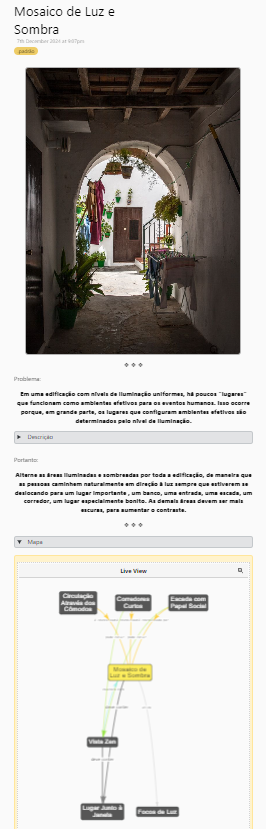 Mosaico de Luz e
Sombra
7th December 2024 at 9:07pm
padrão
Problema:
Em uma edificação com níveis de iluminação uniformes, há poucos "lugares"
que funcionam como ambientes efetivos para os eventos humanos. Isso ocorre
porque, em grande parte, os lugares que configuram ambientes efetivos são
determinados pelo nível de iluminação.
Descrição
Portanto:
Alterne as áreas iluminadas e sombreadas por toda a edificação, de maneira que
as pessoas caminhem naturalmente em direção à luz sempre que estiverem se
deslocando para um lugar importante , um banco, uma entrada, uma escada, um
corredor, um lugar especialmente bonito. As demais áreas devem ser mais
escuras, para aumentar o contraste.
Mapa
Live View
Circulação
Através dos
Cômodos
Corredores
Curtos
Escada com
Papel Social
Mosaico de
Luz e Sombra
Vista Zen
Lugar Junto à
Janela
Focos de Luz